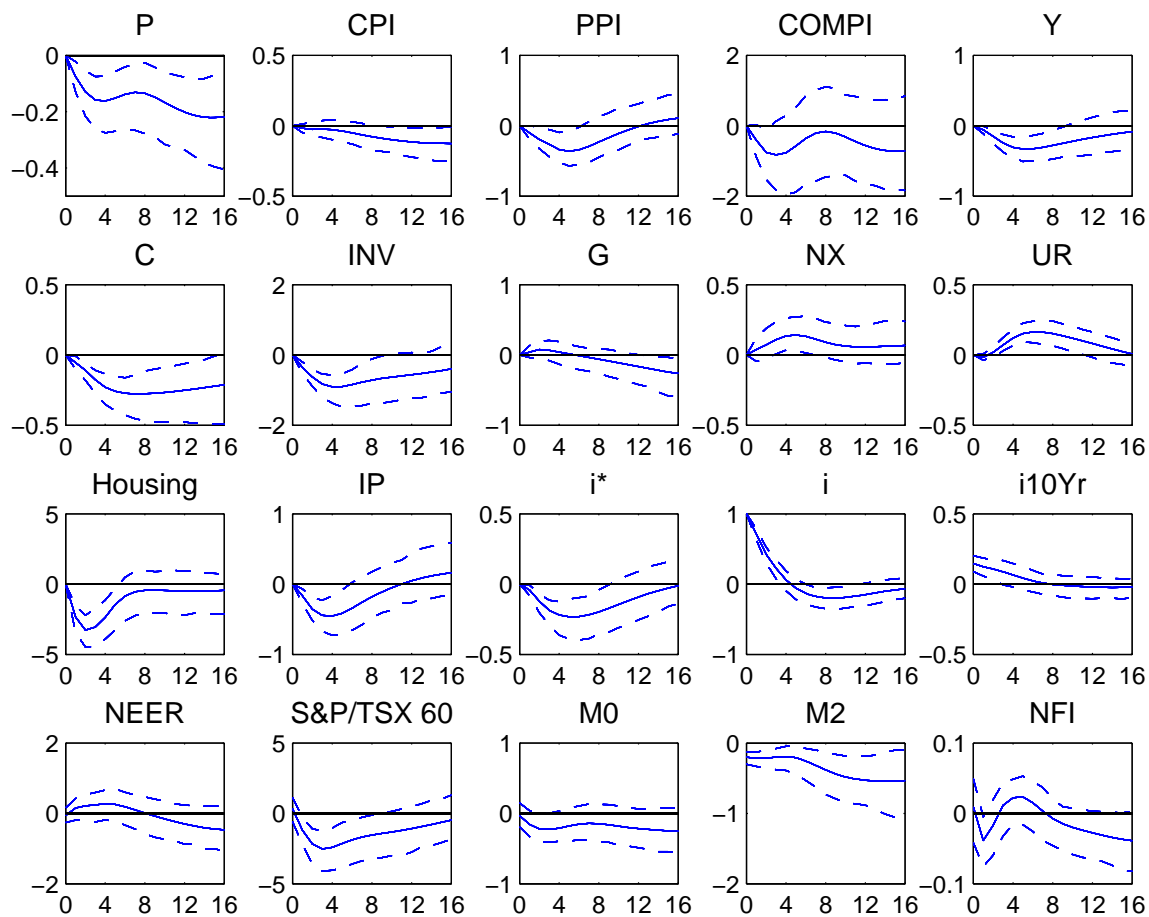 P CPI PPI COMPI Y
0 0.5 1 2 1
−0.2 0 0 0 0
−0.4 −0.5 −1 −2 −1
0 4 8 12 16 0 4 8 12 16 0 4 8 12 16 0 4 8 12 16 0 4 8 12 16
C INV G NX UR
0.5 2 1 0.5 0.5
0 0 0 0 0
−0.5 −2 −1 −0.5 −0.5
0 4 8 12 16 0 4 8 12 16 0 4 8 12 16 0 4 8 12 16 0 4 8 12 16
Housing IP i* i i10Yr
5 1 0.5 1 0.5
0 0 0 0 0
−5 −1 −0.5 −1 −0.5
0 4 8 12 16 0 4 8 12 16 0 4 8 12 16 0 4 8 12 16 0 4 8 12 16
NEER S&P/TSX 60 M0 M2 NFI
2 5 1 0 0.1
0 0 0 −1 0
−2 −5 −1 −2 −0.1
0 4 8 12 16 0 4 8 12 16 0 4 8 12 16 0 4 8 12 16 0 4 8 12 16